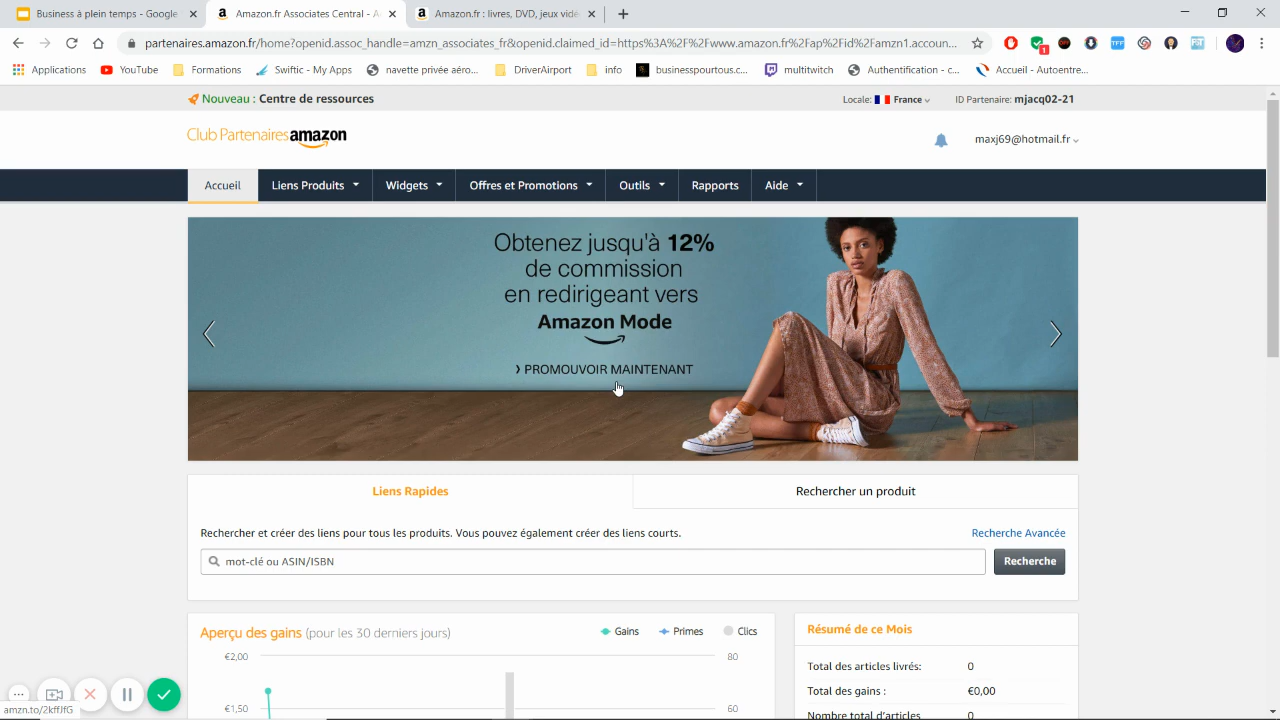 Business à plein temps - Google
Amazon.fr Associates Central - A
Amazon.fr : livres, DVD, jeux vidé
partenaires.amazon.fr/home?openid.assoc_handle=amzn_associates_fr&openid.claimed_id=https%3A%2F%2Fwww.amazon.fr%2Fap%2Fid%2Famzn1.accoun...
Applications
YouTube
Formations
Swiftic - My Apps
navette privée aéro...
DriverAirport
info
businesspourtous.c...
multitwitch
Authentification - c...
Accueil - Autoentre...
Nouveau : Centre de ressources
Locale: France
ID Partenaire: mjacq02-21
Club Partenaires amazon
maxj69@hotmail.fr
Accueil
Liens Produits
Widgets
Offres et Promotions
Outils
Rapports
Aide
Obtenez jusqu'à 12%
de commission
en redirigeant vers
Amazon Mode
› PROMOUVOIR MAINTENANT
Liens Rapides
Rechercher un produit
Rechercher et créer des liens pour tous les produits. Vous pouvez également créer des liens courts.
Recherche Avancée
mot-clé ou ASIN/ISBN
Recherche
Aperçu des gains (pour les 30 derniers jours)
Gains
Primes
Clics
€2,00
80
€1,50
60
Résumé de ce Mois
Total des articles livrés: 0
Total des gains : €0,00
Nombre total d'articles 0
amzn.to/2kffJfG